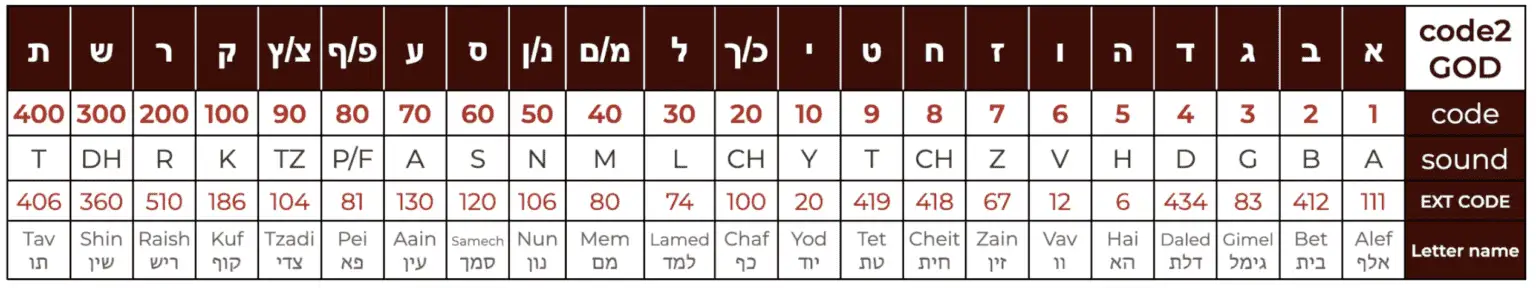 code2 GOD א ב ג ד ה ו ז ח ט י כ/ך ל מ/ם נ/ן ס ע פ/ף צ/ץ ק ר ש ת
code 1 2 3 4 5 6 7 8 9 10 20 30 40 50 60 70 80 90 100 200 300 400
sound A B G D H V Z CH T Y CH L M N S A P/F TZ K R DH T
EXT CODE 111 412 83 434 6 12 67 418 419 20 100 74 80 106 120 130 81 104 186 510 360 406
Letter name Alef Bet Gimel Daled Hai Vav Zain Cheit Tet Yod Chaf Lamed Mem Nun Samech Aain Pei Tzadi Kuf Raish Shin Tav
אלף בית גימל דלת הא וו זין חית טת יוד כף למד מם נון סמך עין פא צדי קוף ריש שין תו